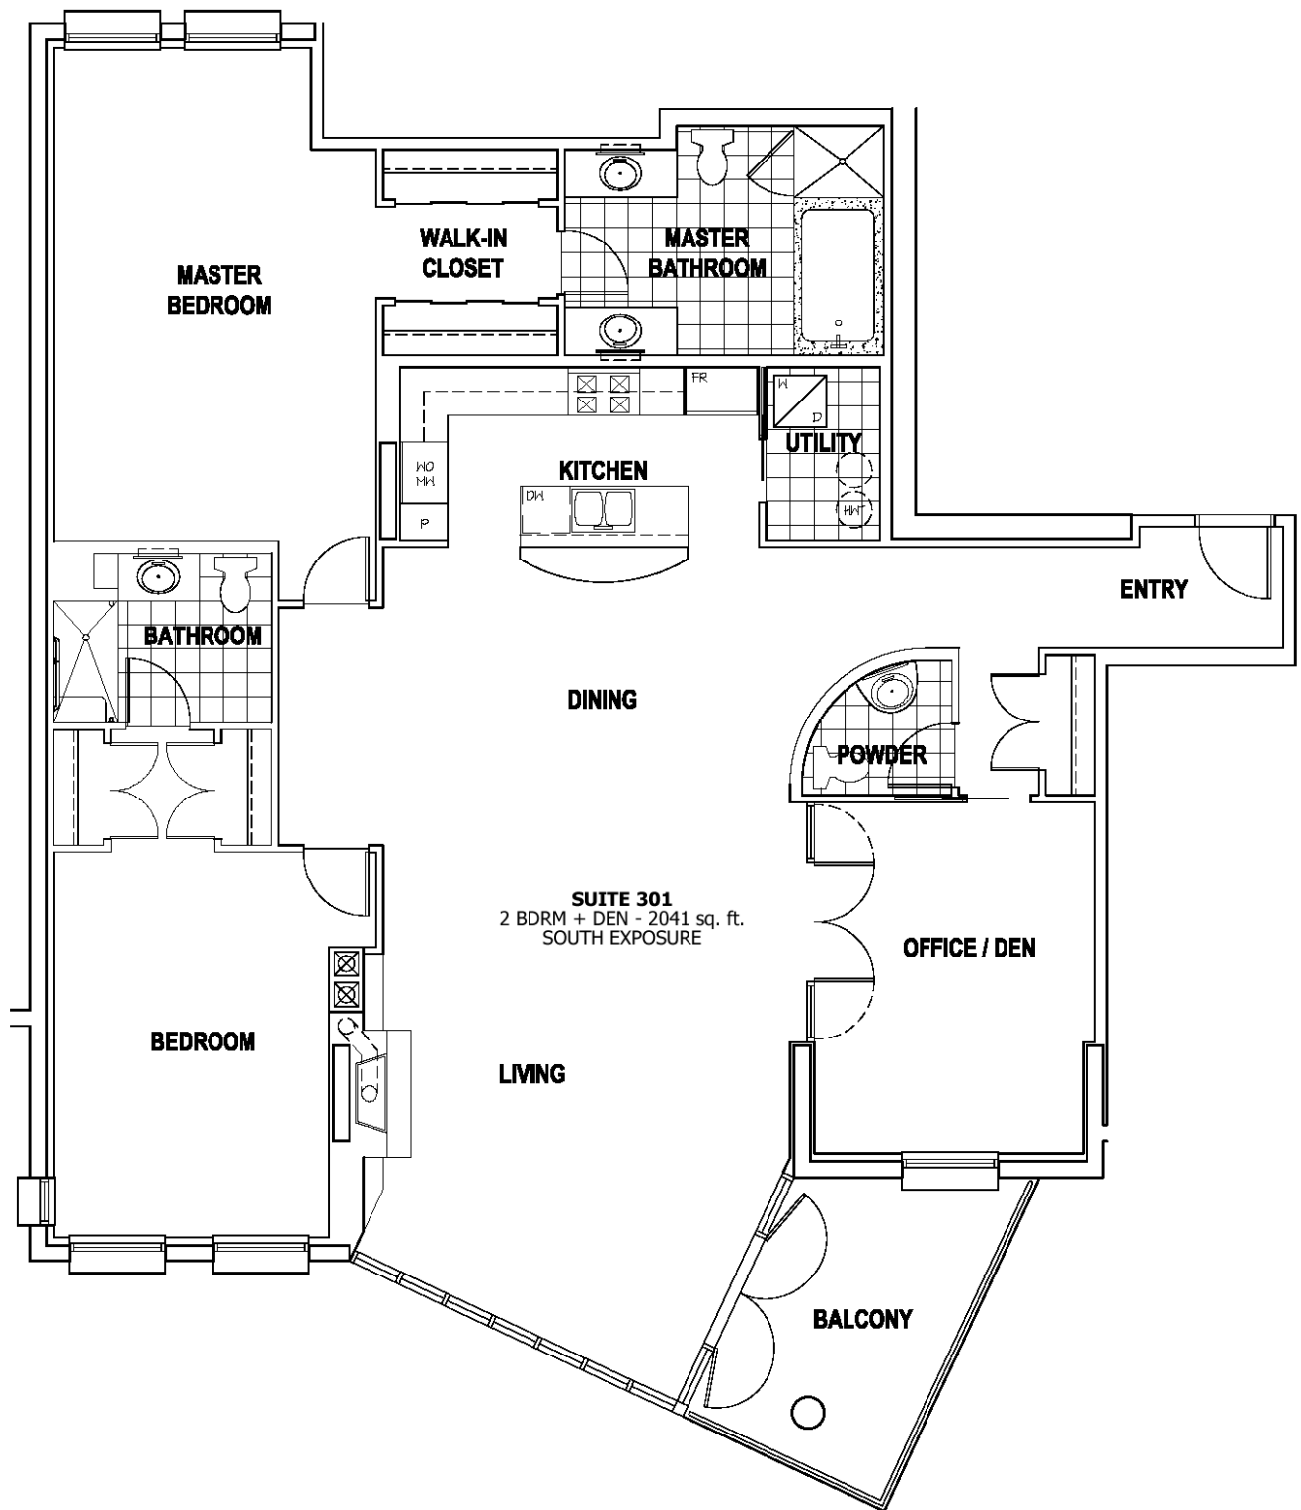 WALK-IN
CLOSET
MASTER
BATHROOM
MASTER
BEDROOM
FR
W
D
UTILITY
WO
MW
P
KITCHEN
DW
HW
ENTRY
BATHROOM
DINING
POWDER
SUITE 301
2 BDRM + DEN - 2041 sq. ft.
SOUTH EXPOSURE
OFFICE / DEN
BEDROOM
LIVING
BALCONY